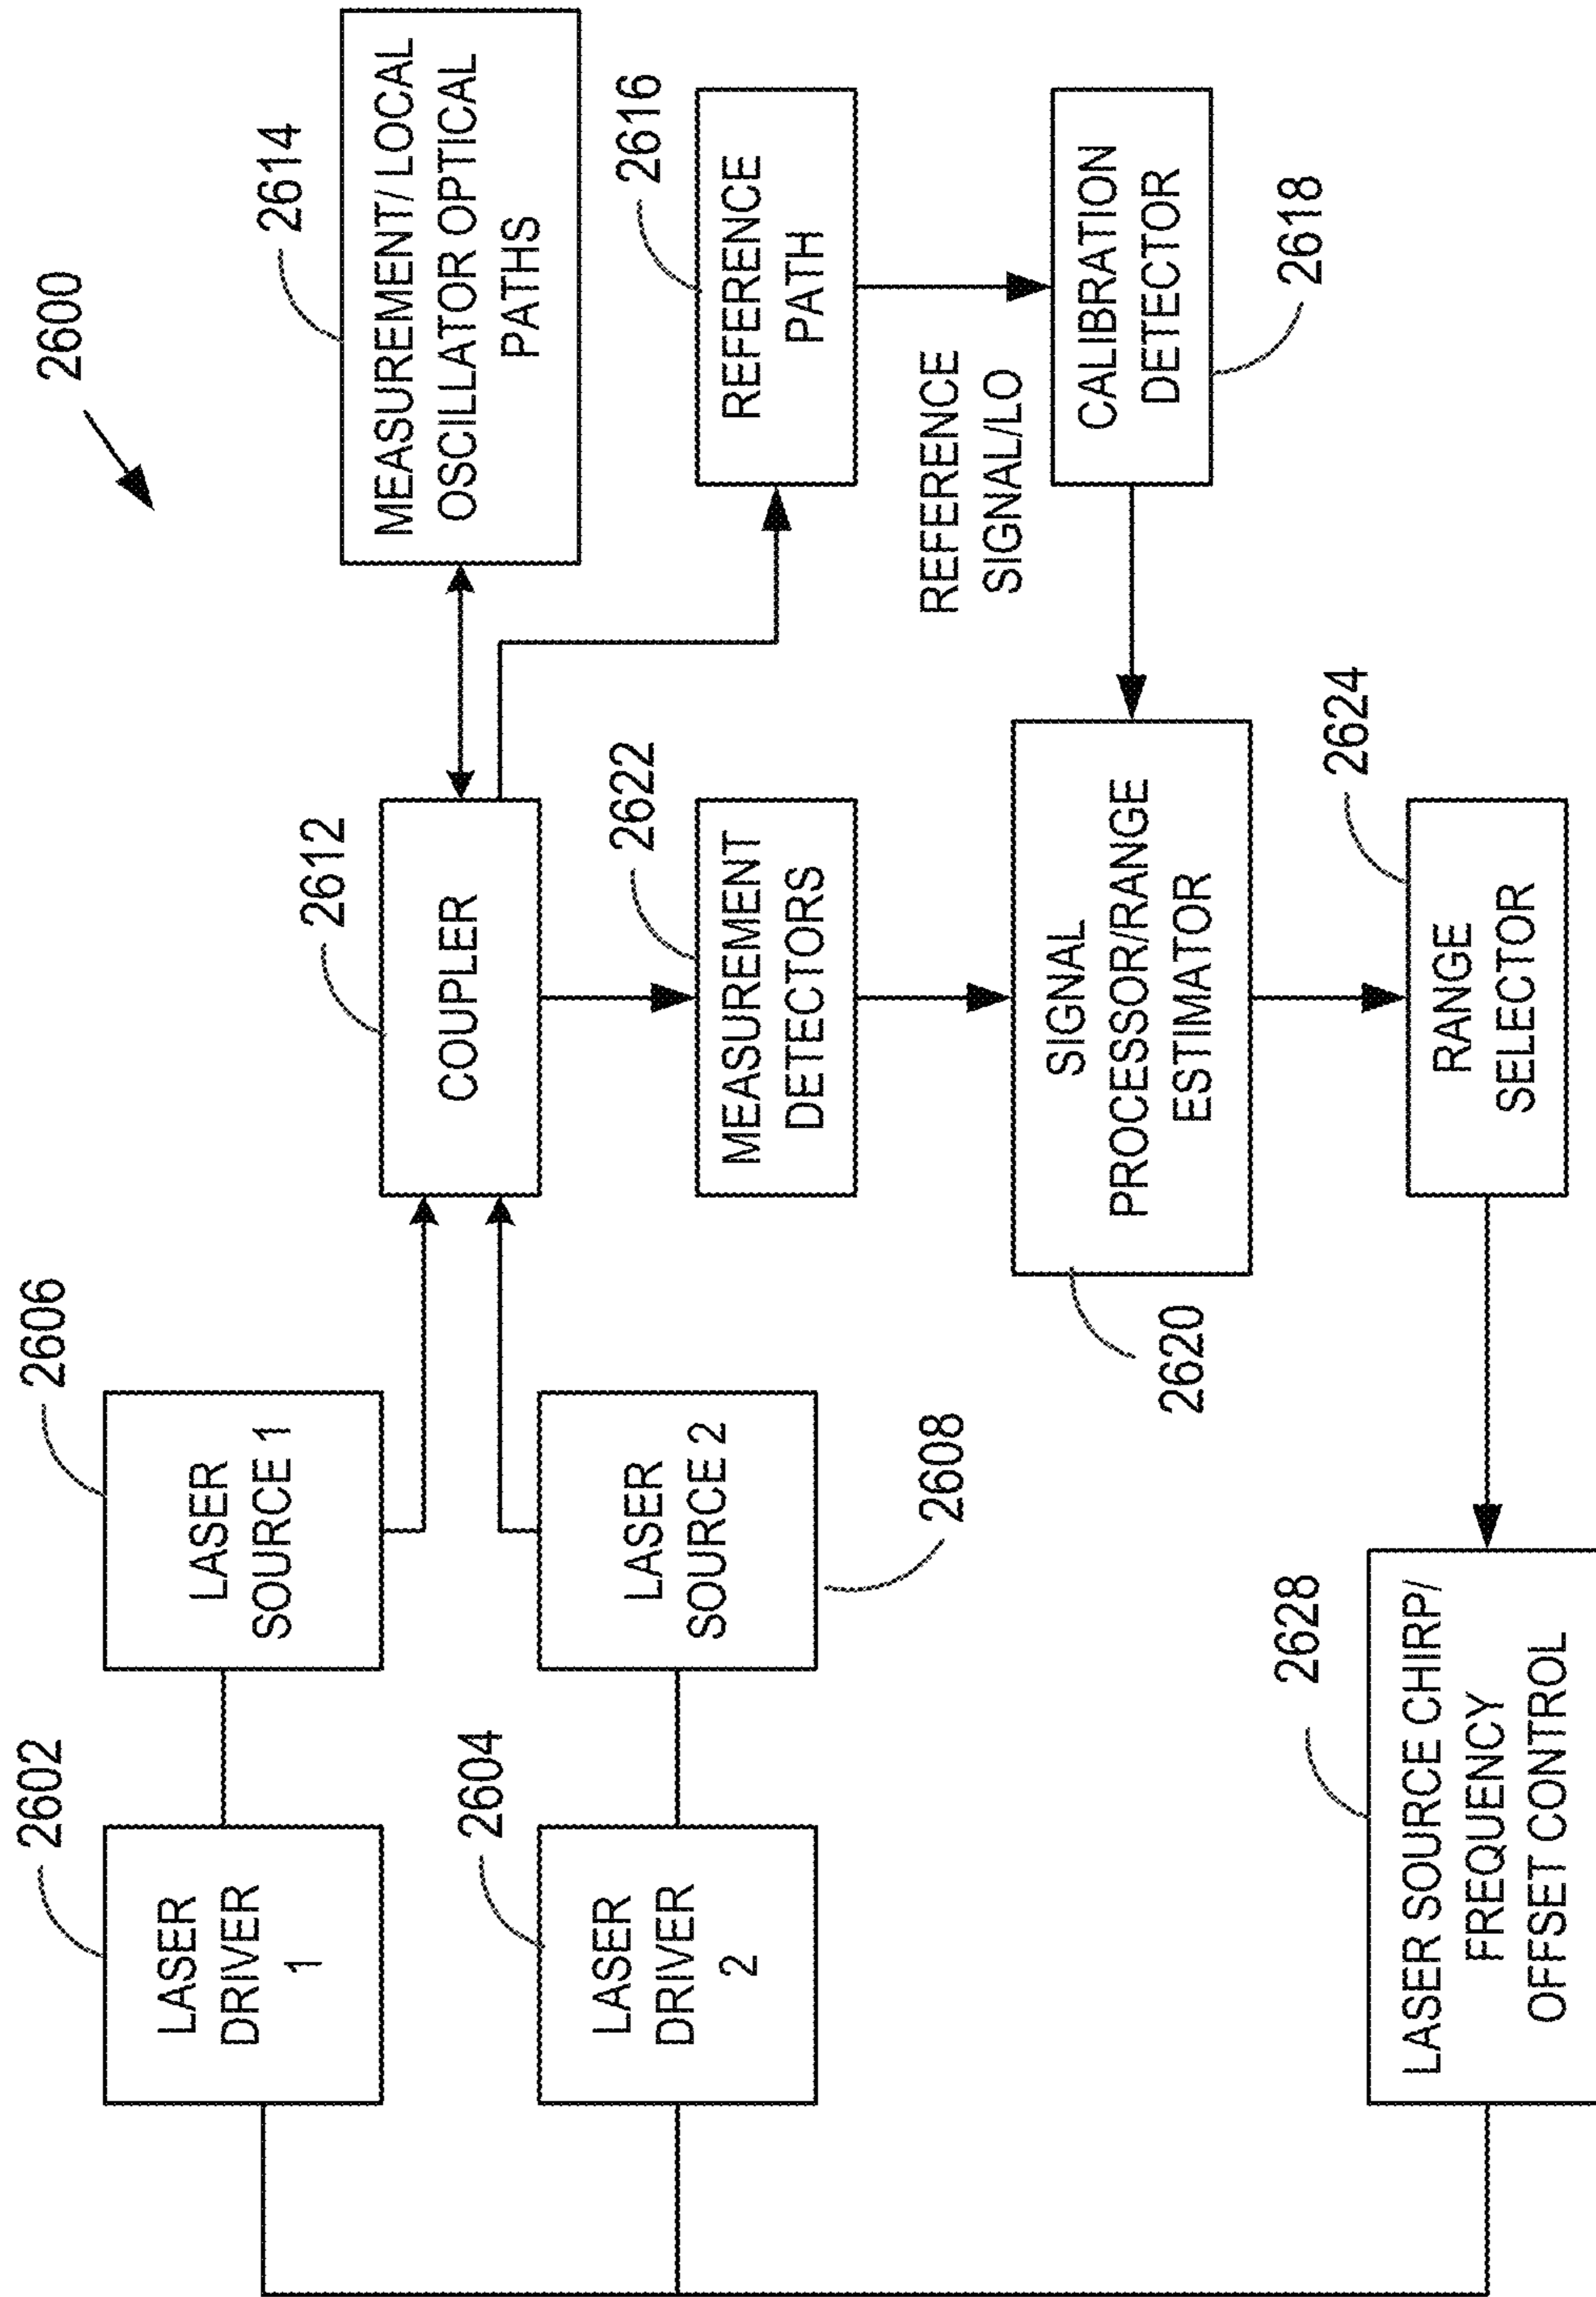 2600
2602
LASER
DRIVER
1
2606
LASER
SOURCE 1
2604
LASER
DRIVER
2
LASER
SOURCE 2
2608
2612
COUPLER
2614
MEASUREMENT/ LOCAL
OSCILLATOR OPTICAL
PATHS
2622
MEASUREMENT
DETECTORS
2616
REFERENCE
PATH
REFERENCE
SIGNAL/LO
CALIBRATION
DETECTOR
2618
SIGNAL
PROCESSOR/RANGE
ESTIMATOR
2620
2624
RANGE
SELECTOR
2628
LASER SOURCE CHIRP/
FREQUENCY
OFFSET CONTROL